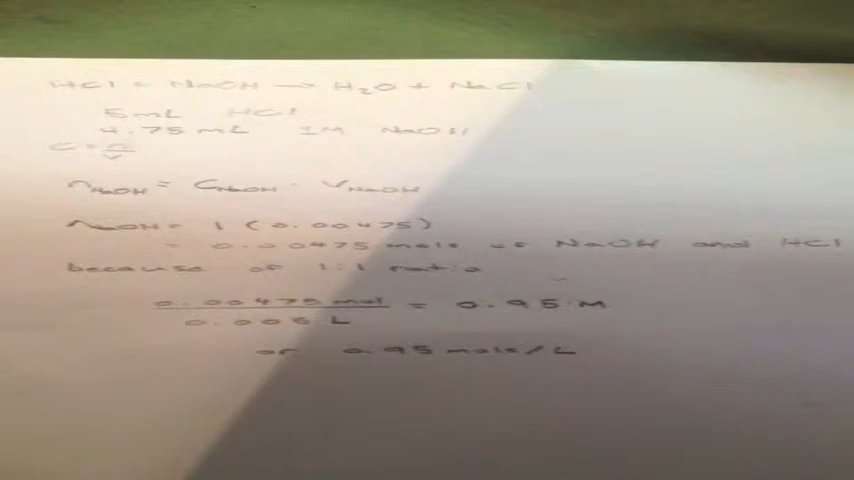 HCl + NaOH → H₂O + NaCl
5mL HCl
4.75 mL 1M NaOH
C = n/v
nNaOH = CNaOH · VNaOH
nNaOH = 1 (0.00475)
= 0.00475 mols of NaOH and HCl
because of 1:1 ratio
0.00475 mol / 0.005 L = 0.95 M
or 0.95 mols/L